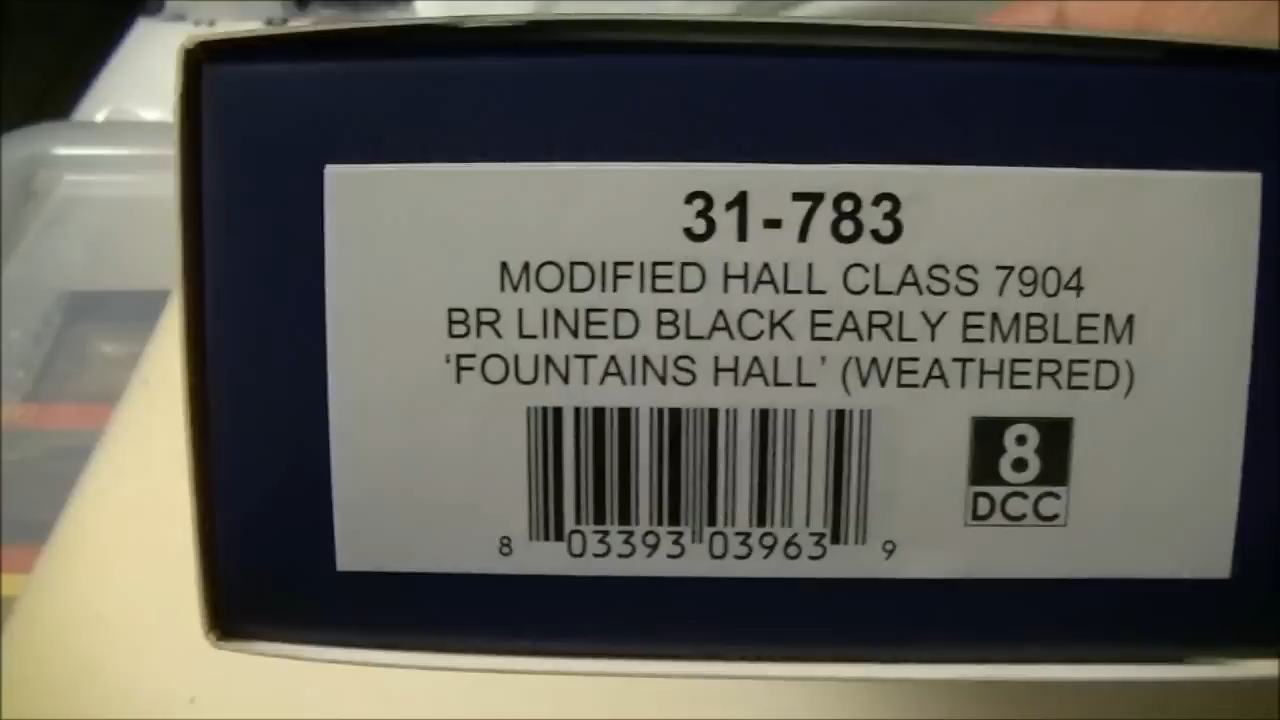 31-783
MODIFIED HALL CLASS 7904
BR LINED BLACK EARLY EMBLEM
‘FOUNTAINS HALL’ (WEATHERED)
8 03393 03963 9
8
DCC